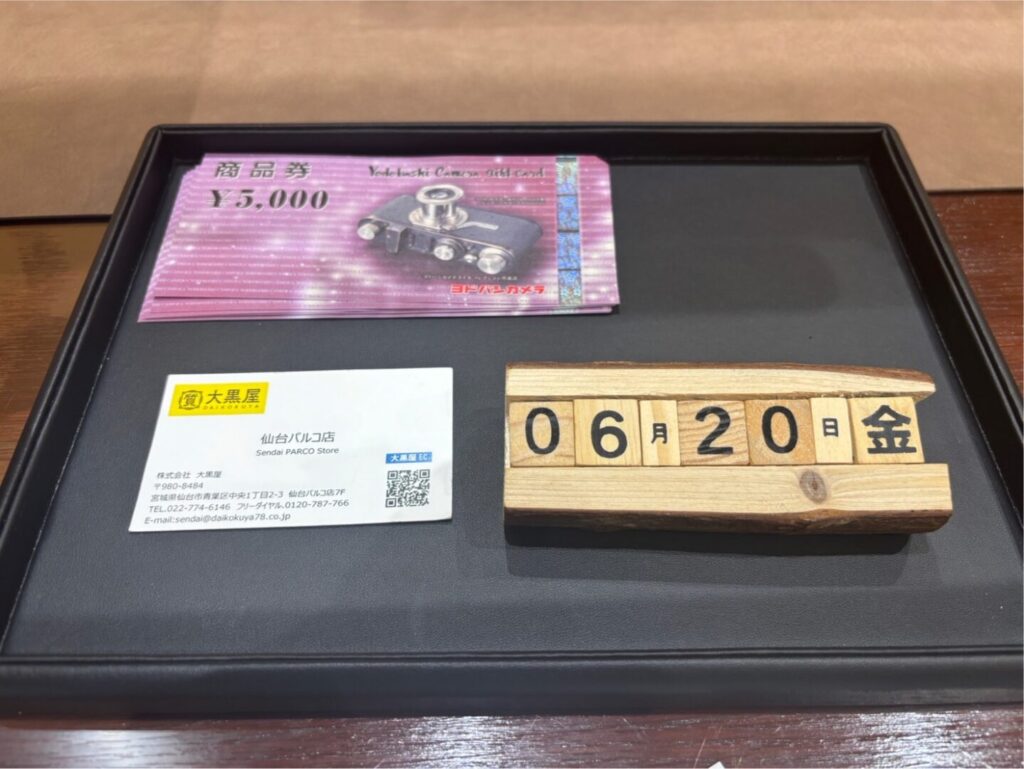 商品券
¥5,000
Yodobashi Camera Gift Card
ヨドバシカメラ
質 大黒屋
DAIKOKUYA
仙台パルコ店
Sendai PARCO Store
大黒屋 EC.
株式会社 大黒屋
〒980-8484
宮城県仙台市青葉区中央1丁目2-3 仙台パルコ店7F
TEL.022-774-6146 フリーダイヤル.0120-787-766
E-mail:sendai@daikokuya78.co.jp
06月20日金